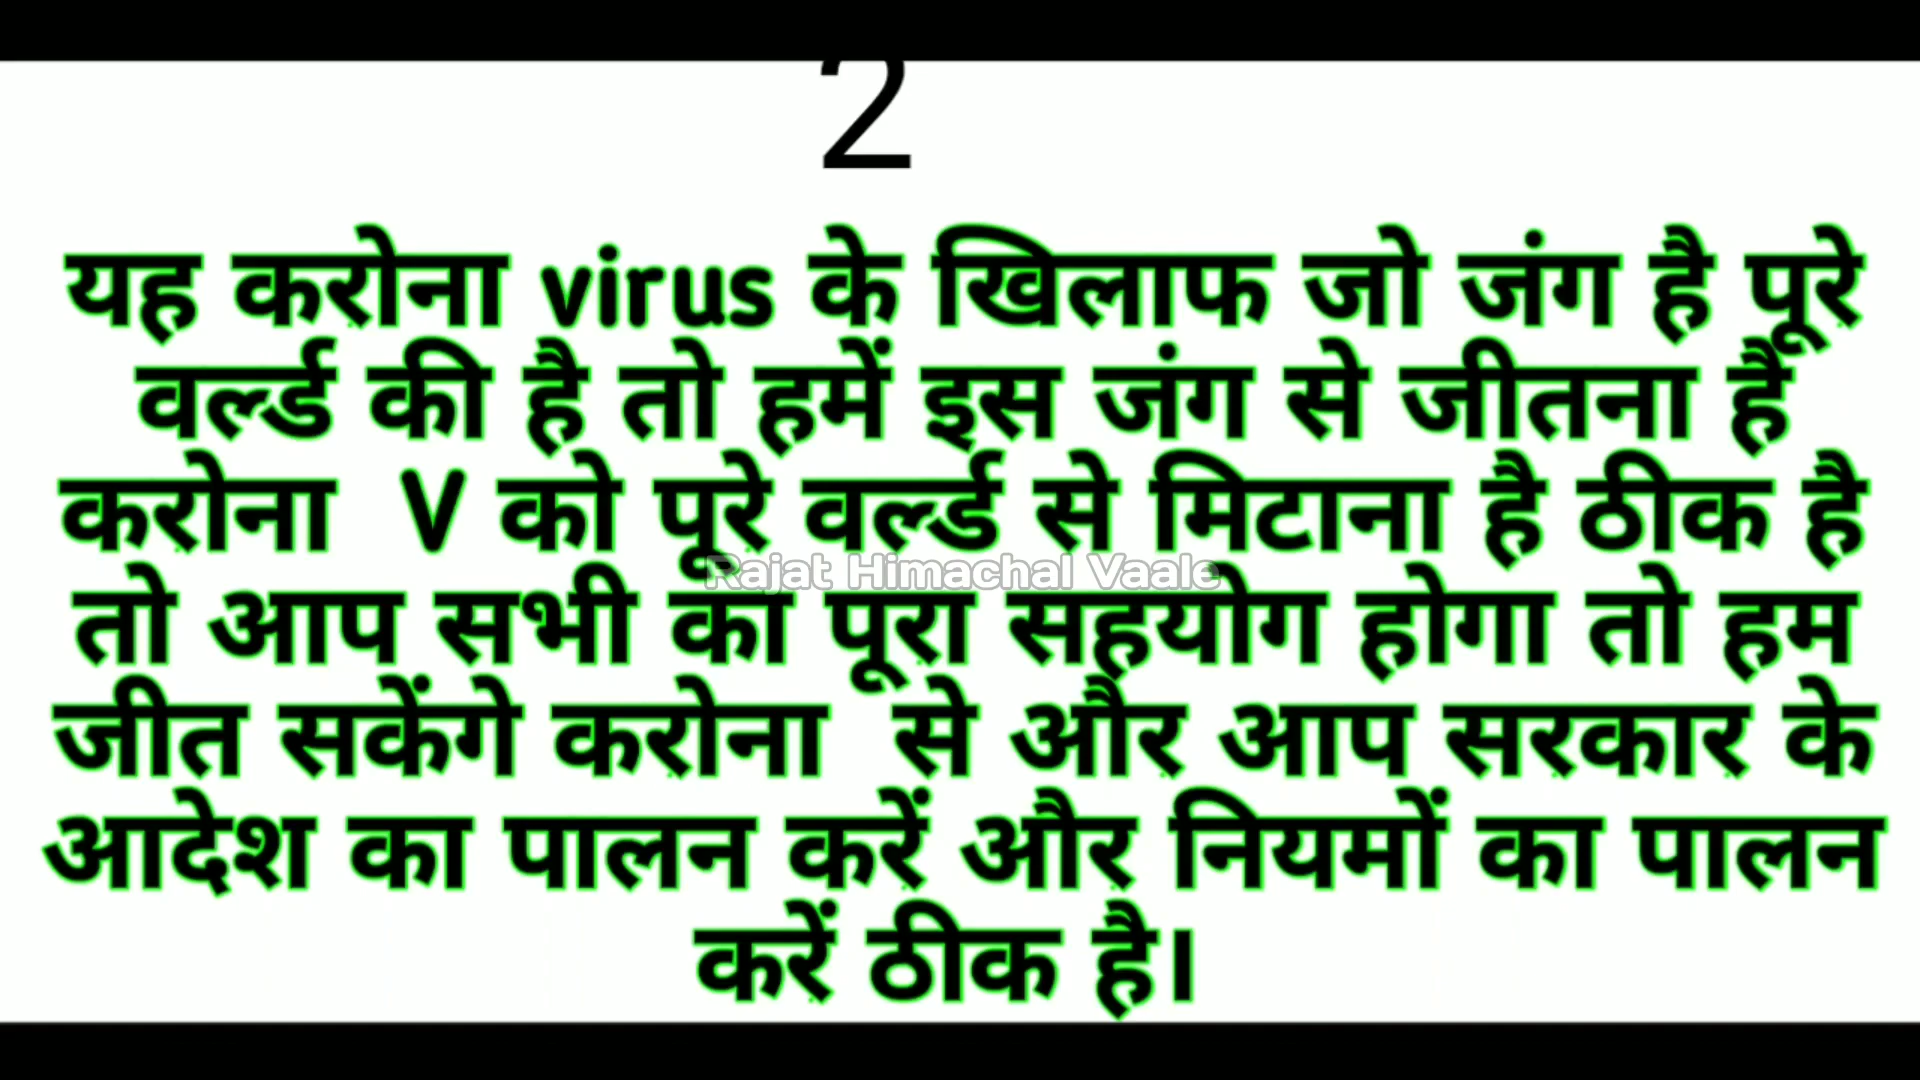 2
यह करोना virus के खिलाफ जो जंग है पूरे
वर्ल्ड की है तो हमें इस जंग से जीतना है
करोना V को पूरे वर्ल्ड से मिटाना है ठीक है
Rajat Himachal Vaale
तो आप सभी का पूरा सहयोग होगा तो हम
जीत सकेंगे करोना से और आप सरकार के
आदेश का पालन करें और नियमों का पालन
करें ठीक है।